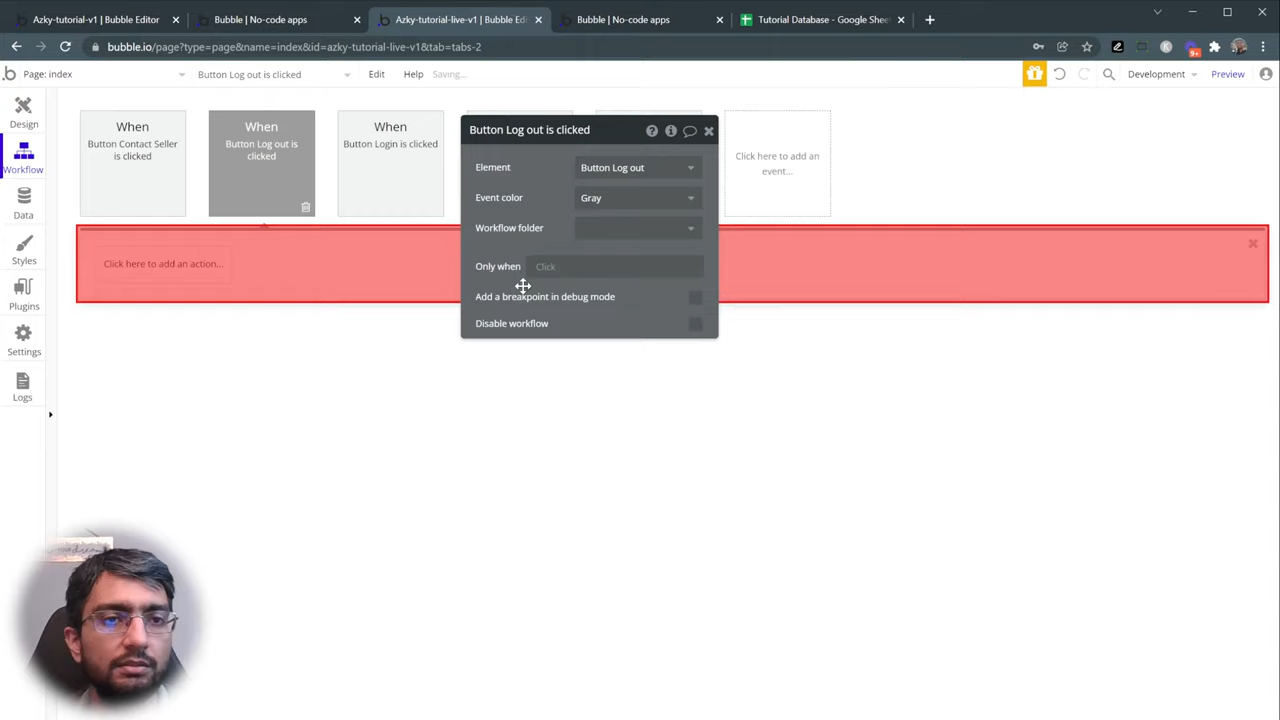 Azky-tutorial-v1 | Bubble Editor
Bubble | No-code apps
Azky-tutorial-live-v1 | Bubble Edi
Bubble | No-code apps
Tutorial Database - Google Shee
bubble.io/page?type=page&name=index&id=azky-tutorial-live-v1&tab=tabs-2
9+
Page: index
Button Log out is clicked
Edit
Help
Saving...
Development
Preview
Design
Workflow
Data
Styles
Plugins
Settings
Logs
When
Button Contact Seller
is clicked
When
Button Log out is
clicked
When
Button Login is clicked
Click here to add an
event...
Click here to add an action...
Button Log out is clicked
Element
Button Log out
Event color
Gray
Workflow folder
Only when
Click
Add a breakpoint in debug mode
Disable workflow